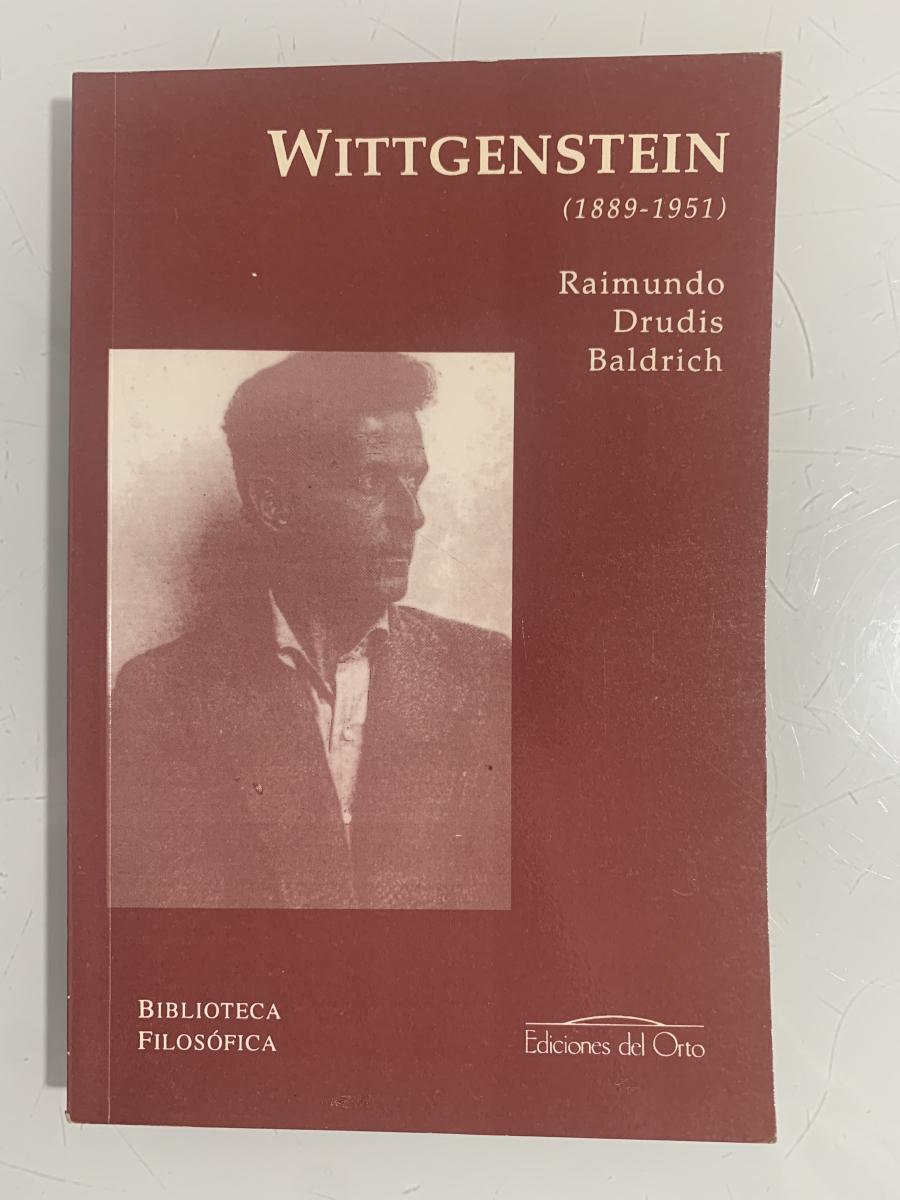 WITTGENSTEIN
(1889-1951)
Raimundo
Drudis
Baldrich
BIBLIOTECA
FILOSÓFICA
Ediciones del Orto